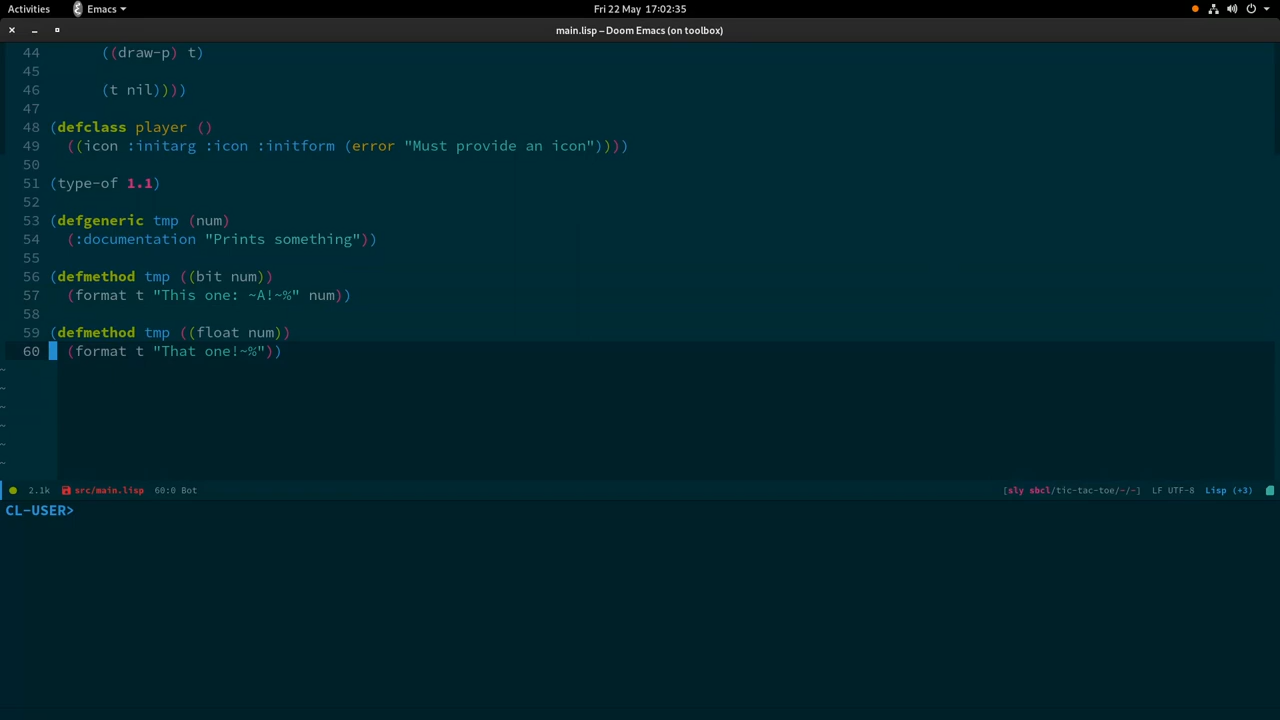 Activities Emacs Fri 22 May 17:02:35
main.lisp – Doom Emacs (on toolbox)
44 ((draw-p) t)
45
46 (t nil))))
47
48 (defclass player ()
49 ((icon :initarg :icon :initform (error "Must provide an icon"))))
50
51 (type-of 1.1)
52
53 (defgeneric tmp (num)
54 (:documentation "Prints something"))
55
56 (defmethod tmp ((bit num))
57 (format t "This one: ~A!~%" num))
58
59 (defmethod tmp ((float num))
60 (format t "That one!~%"))
~
~
~
~
~
~
2.1k src/main.lisp 60:0 Bot [sly sbcl/tic-tac-toe/-/-] LF UTF-8 Lisp (+3)
CL-USER>